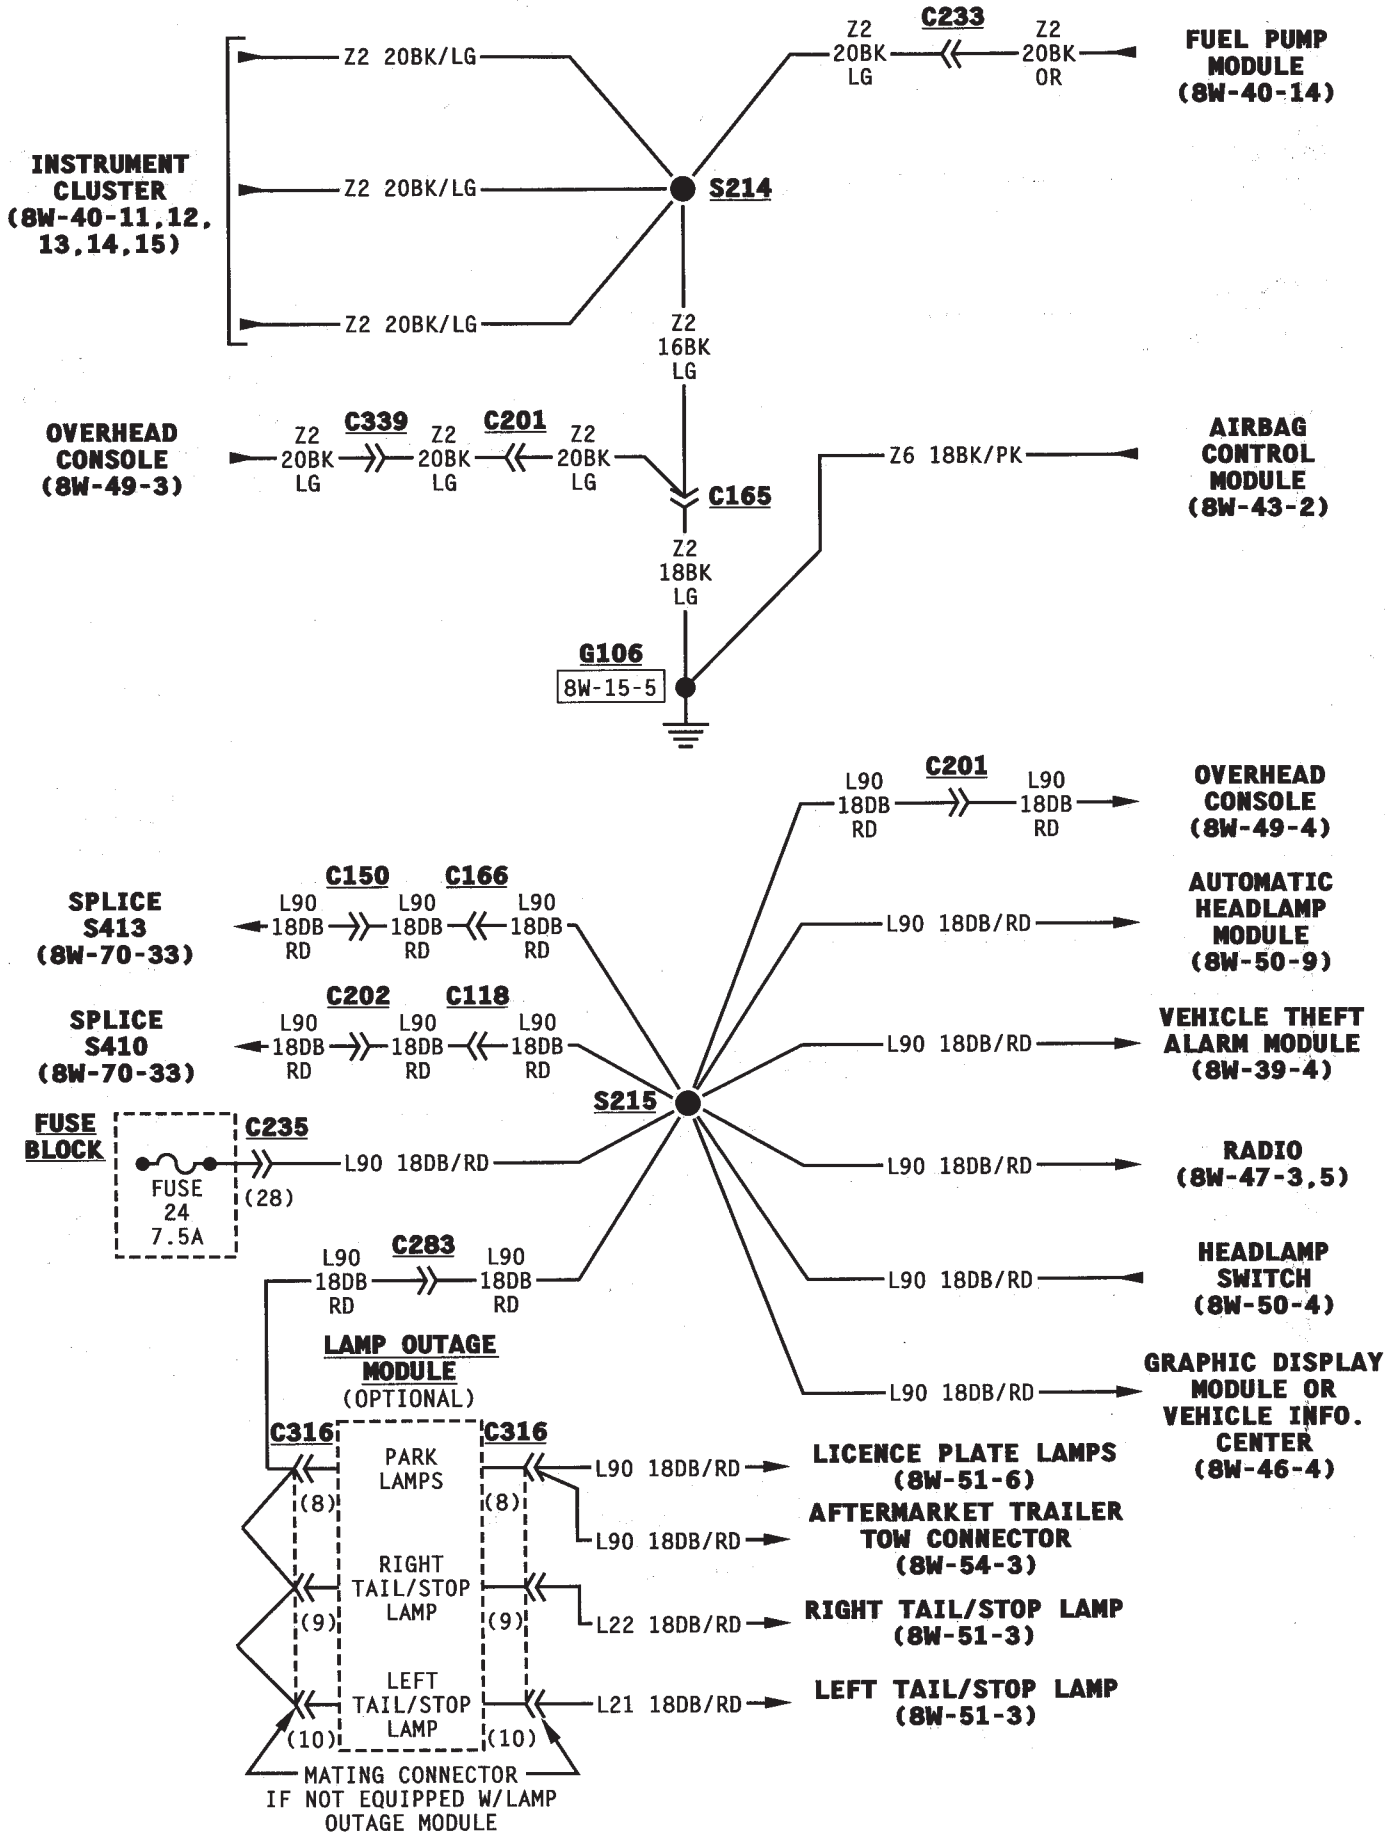 C233
Z2 20BK/LG
Z2
20BK
LG
Z2
20BK
OR
FUEL PUMP
MODULE
(8W-40-14)
INSTRUMENT
CLUSTER
(8W-40-11,12,
13,14,15)
Z2 20BK/LG
S214
Z2 20BK/LG
Z2
16BK
LG
OVERHEAD
CONSOLE
(8W-49-3)
Z2
20BK
LG
C339
Z2
20BK
LG
C201
Z2
20BK
LG
C165
Z6 18BK/PK
AIRBAG
CONTROL
MODULE
(8W-43-2)
Z2
18BK
LG
G106
8W-15-5
L90
18DB
RD
C201
L90
18DB
RD
OVERHEAD
CONSOLE
(8W-49-4)
SPLICE
S413
(8W-70-33)
L90
18DB
RD
C150
L90
18DB
RD
C166
L90
18DB
RD
L90 18DB/RD
AUTOMATIC
HEADLAMP
MODULE
(8W-50-9)
SPLICE
S410
(8W-70-33)
L90
18DB
RD
C202
L90
18DB
RD
C118
L90
18DB
RD
L90 18DB/RD
VEHICLE THEFT
ALARM MODULE
(8W-39-4)
S215
FUSE
BLOCK
FUSE
24
7.5A
C235
(28)
L90 18DB/RD
L90 18DB/RD
RADIO
(8W-47-3,5)
L90
18DB
RD
C283
L90
18DB
RD
L90 18DB/RD
HEADLAMP
SWITCH
(8W-50-4)
L90 18DB/RD
GRAPHIC DISPLAY
MODULE OR
VEHICLE INFO.
CENTER
(8W-46-4)
LAMP OUTAGE
MODULE
(OPTIONAL)
C316
C316
PARK
LAMPS
(8)
(8)
L90 18DB/RD
LICENCE PLATE LAMPS
(8W-51-6)
L90 18DB/RD
AFTERMARKET TRAILER
TOW CONNECTOR
(8W-54-3)
RIGHT
TAIL/STOP
LAMP
(9)
(9)
L22 18DB/RD
RIGHT TAIL/STOP LAMP
(8W-51-3)
LEFT
TAIL/STOP
LAMP
(10)
(10)
L21 18DB/RD
LEFT TAIL/STOP LAMP
(8W-51-3)
MATING CONNECTOR
IF NOT EQUIPPED W/LAMP
OUTAGE MODULE